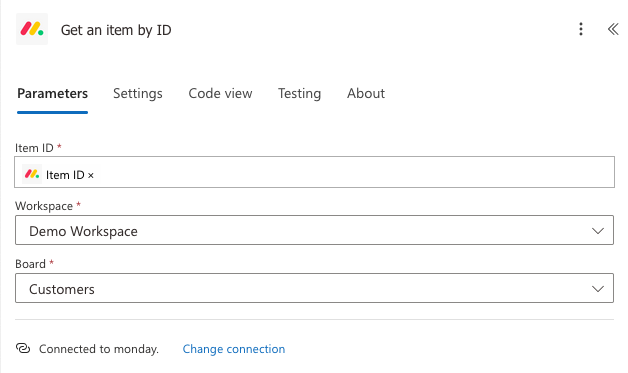 Get an item by ID
Parameters Settings Code view Testing About
Item ID *
Item ID ×
Workspace *
Demo Workspace
Board *
Customers
Connected to monday. Change connection